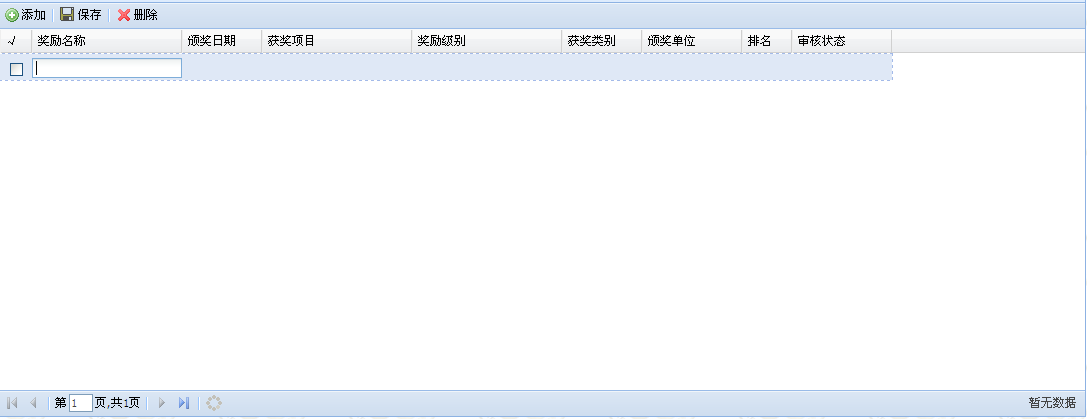 添加 保存 删除
√ 奖励名称 颁奖日期 获奖项目 奖励级别 获奖类别 颁奖单位 排名 审核状态
第 1 页,共1页 暂无数据